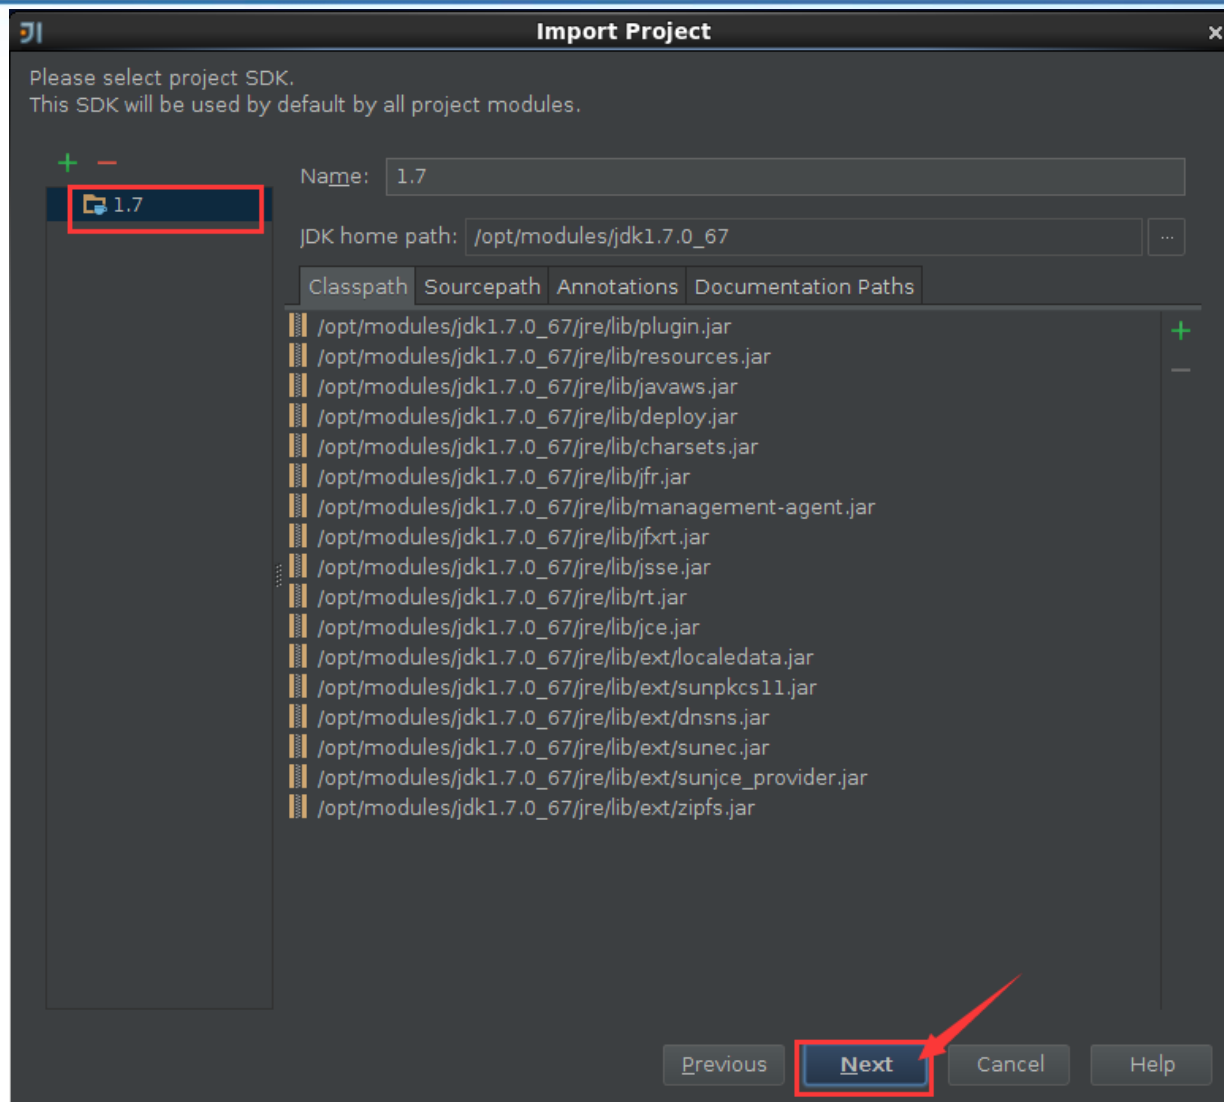 Import Project
Please select project SDK.
This SDK will be used by default by all project modules.
1.7
Name: 1.7
JDK home path: /opt/modules/jdk1.7.0_67
...
Classpath Sourcepath Annotations Documentation Paths
/opt/modules/jdk1.7.0_67/jre/lib/plugin.jar
/opt/modules/jdk1.7.0_67/jre/lib/resources.jar
/opt/modules/jdk1.7.0_67/jre/lib/javaws.jar
/opt/modules/jdk1.7.0_67/jre/lib/deploy.jar
/opt/modules/jdk1.7.0_67/jre/lib/charsets.jar
/opt/modules/jdk1.7.0_67/jre/lib/jfr.jar
/opt/modules/jdk1.7.0_67/jre/lib/management-agent.jar
/opt/modules/jdk1.7.0_67/jre/lib/jfxrt.jar
/opt/modules/jdk1.7.0_67/jre/lib/jsse.jar
/opt/modules/jdk1.7.0_67/jre/lib/rt.jar
/opt/modules/jdk1.7.0_67/jre/lib/jce.jar
/opt/modules/jdk1.7.0_67/jre/lib/ext/localedata.jar
/opt/modules/jdk1.7.0_67/jre/lib/ext/sunpkcs11.jar
/opt/modules/jdk1.7.0_67/jre/lib/ext/dnsns.jar
/opt/modules/jdk1.7.0_67/jre/lib/ext/sunec.jar
/opt/modules/jdk1.7.0_67/jre/lib/ext/sunjce_provider.jar
/opt/modules/jdk1.7.0_67/jre/lib/ext/zipfs.jar
Previous Next Cancel Help